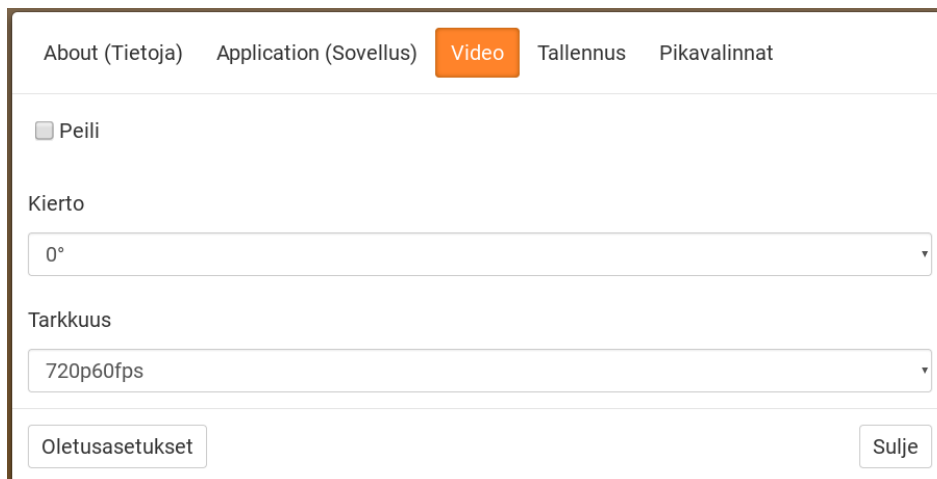 About (Tietoja) Application (Sovellus) Video Tallennus Pikavalinnat
Peili
Kierto
0°
Tarkkuus
720p60fps
Oletusasetukset Sulje